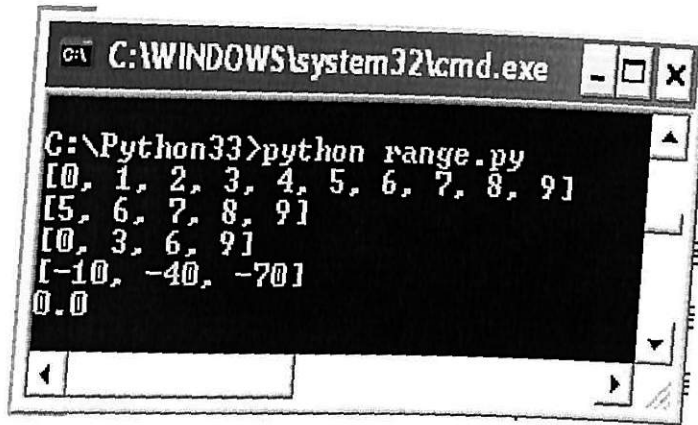 C:\WINDOWS\system32\cmd.exe
C:\Python33>python range.py
[0, 1, 2, 3, 4, 5, 6, 7, 8, 9]
[5, 6, 7, 8, 9]
[0, 3, 6, 9]
[-10, -40, -70]
0.0